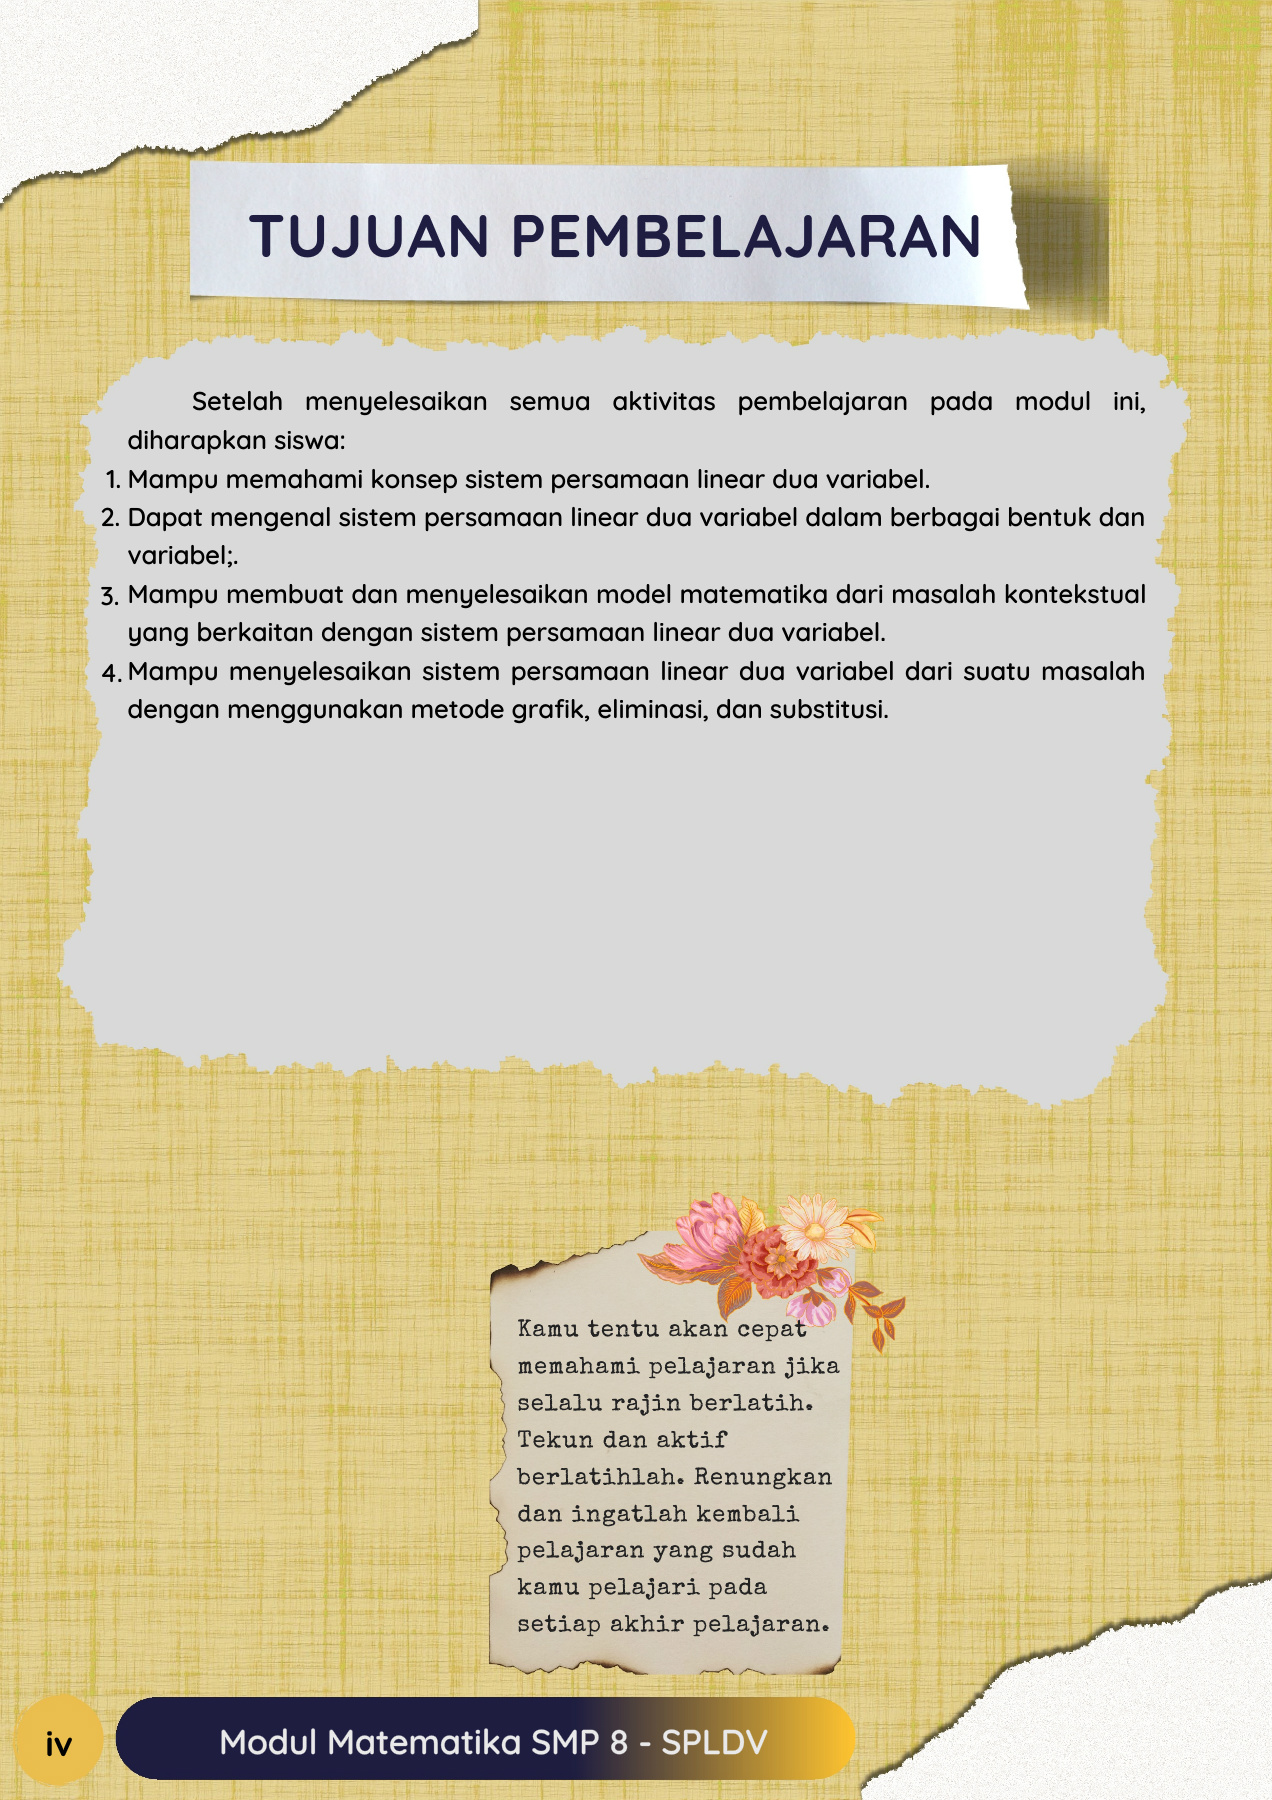 TUJUAN PEMBELAJARAN
Setelah menyelesaikan semua aktivitas pembelajaran pada modul ini,
diharapkan siswa:
1. Mampu memahami konsep sistem persamaan linear dua variabel.
2. Dapat mengenal sistem persamaan linear dua variabel dalam berbagai bentuk dan
variabel;.
3. Mampu membuat dan menyelesaikan model matematika dari masalah kontekstual
yang berkaitan dengan sistem persamaan linear dua variabel.
4. Mampu menyelesaikan sistem persamaan linear dua variabel dari suatu masalah
dengan menggunakan metode grafik, eliminasi, dan substitusi.
Kamu tentu akan cepat
memahami pelajaran jika
selalu rajin berlatih.
Tekun dan aktif
berlatihlah. Renungkan
dan ingatlah kembali
pelajaran yang sudah
kamu pelajari pada
setiap akhir pelajaran.
iv
Modul Matematika SMP 8 - SPLDV